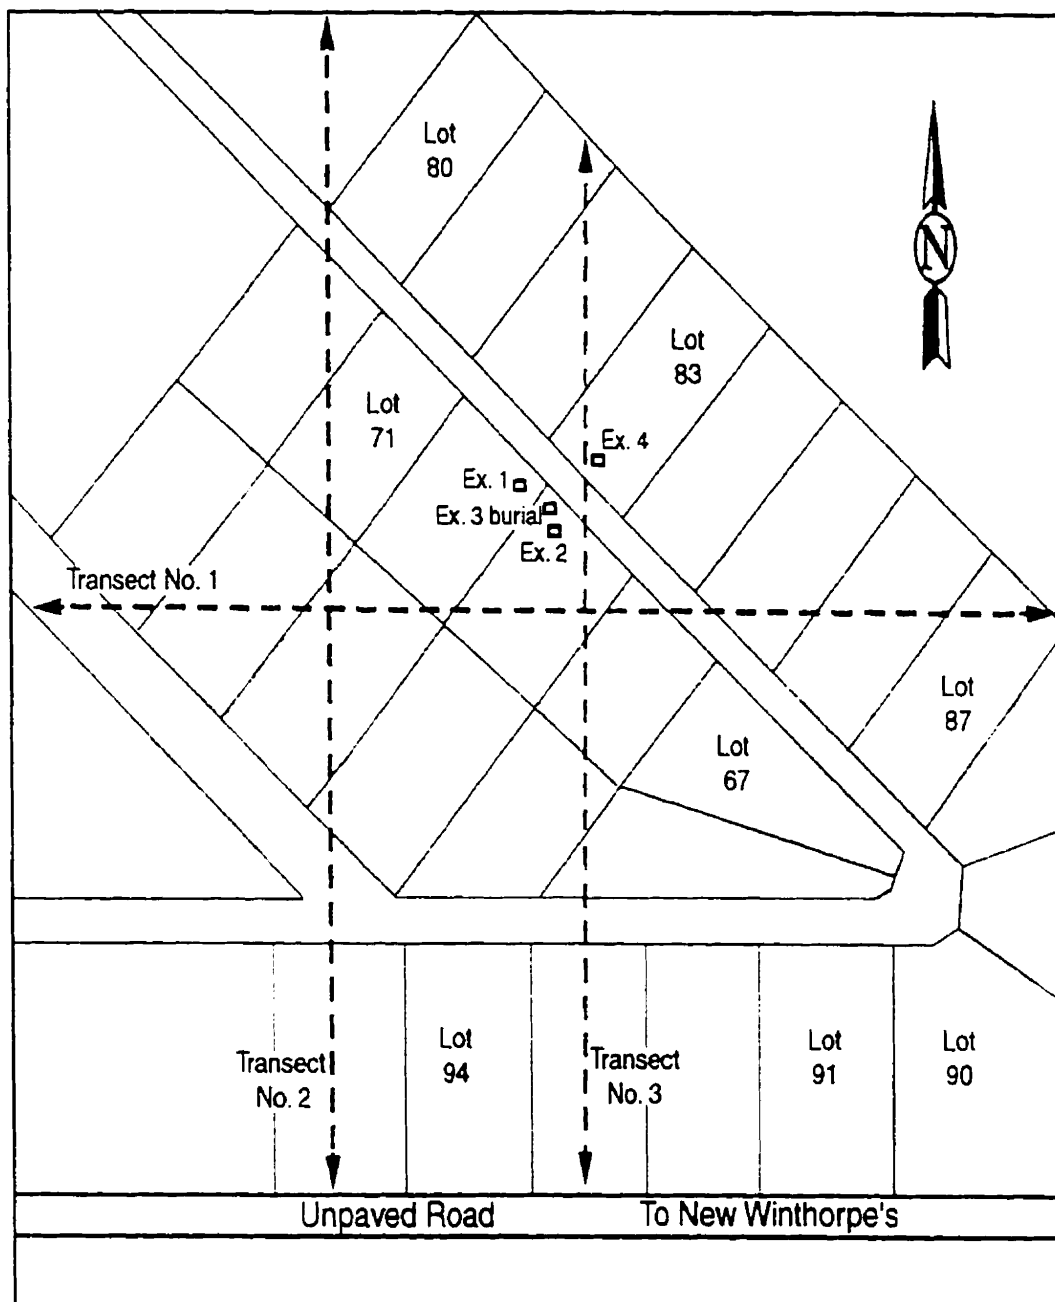 Lot
80
N
Lot
83
Lot
71
Ex. 4
Ex. 1
Ex. 3 burial
Ex. 2
Transect No. 1
Lot
87
Lot
67
Lot
94
Lot
91
Lot
90
Transect
No. 2
Transect
No. 3
Unpaved Road To New Winthorpe's